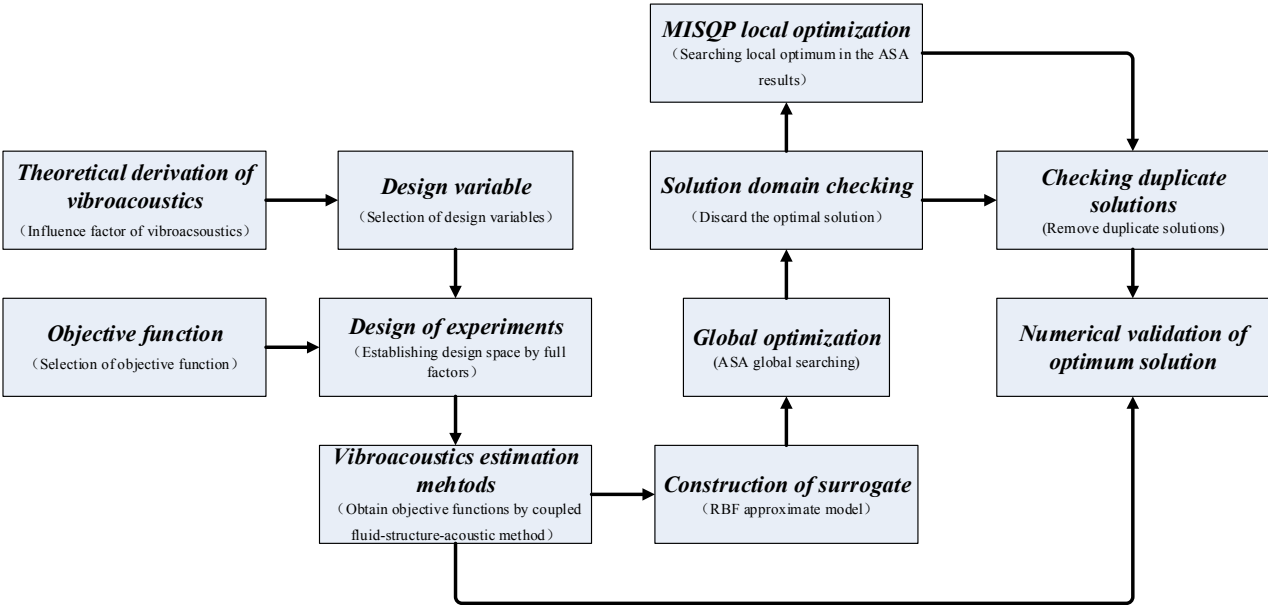 Theoretical derivation of
vibroacoustics
（Influence factor of vibroacsoustics）
Design variable
（Selection of design variables）
Objective function
（Selection of objective function）
Design of experiments
（Establishing design space by full
factors）
Vibroacoustics estimation
mehtods
（Obtain objective functions by coupled
fluid-structure-acoustic method）
Construction of surrogate
（RBF approximate model）
Global optimization
(ASA global searching)
Solution domain checking
（Discard the optimal solution）
MISQP local optimization
（Searching local optimum in the ASA
results）
Checking duplicate
solutions
(Remove duplicate solutions)
Numerical validation of
optimum solution